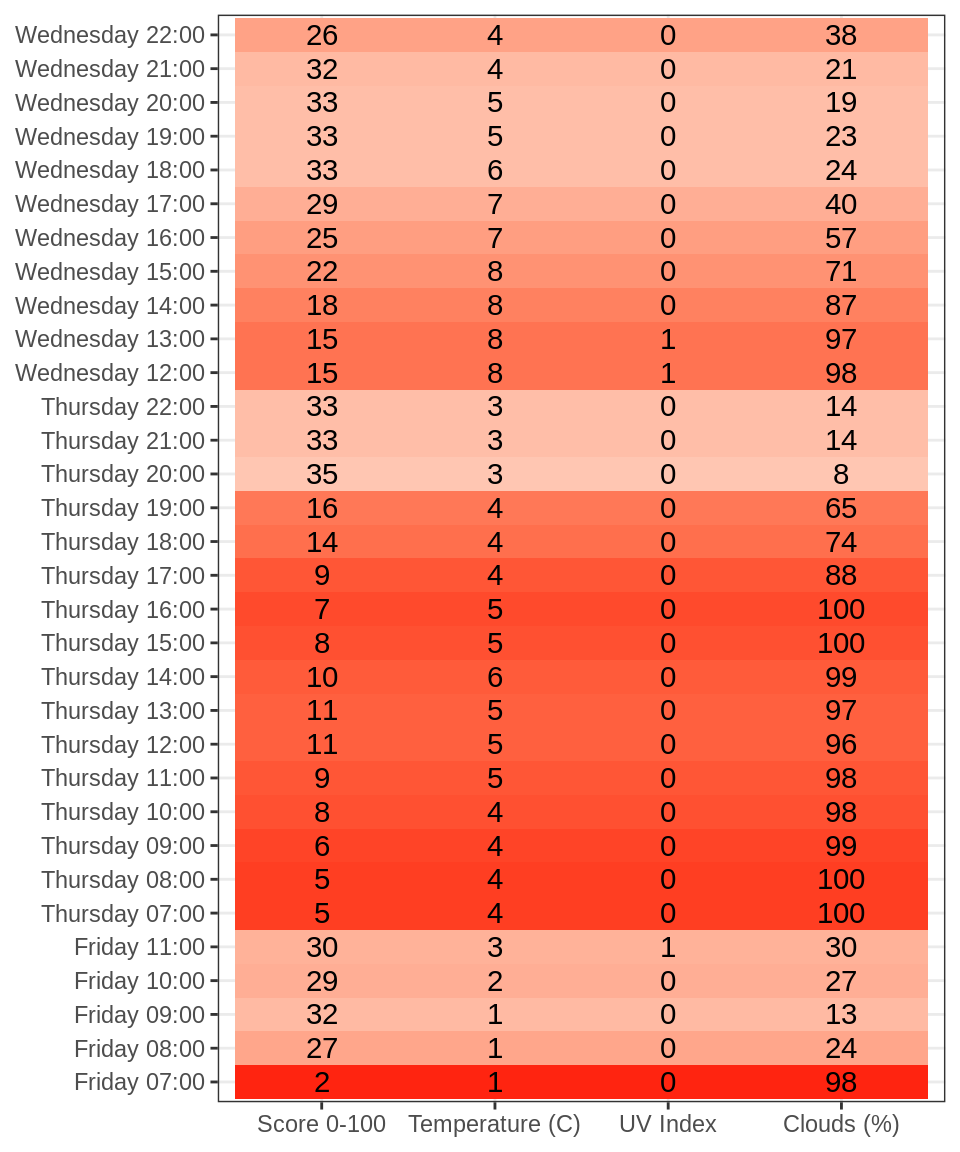 Wednesday 22:00 26 4 0 38
Wednesday 21:00 32 4 0 21
Wednesday 20:00 33 5 0 19
Wednesday 19:00 33 5 0 23
Wednesday 18:00 33 6 0 24
Wednesday 17:00 29 7 0 40
Wednesday 16:00 25 7 0 57
Wednesday 15:00 22 8 0 71
Wednesday 14:00 18 8 0 87
Wednesday 13:00 15 8 1 97
Wednesday 12:00 15 8 1 98
Thursday 22:00 33 3 0 14
Thursday 21:00 33 3 0 14
Thursday 20:00 35 3 0 8
Thursday 19:00 16 4 0 65
Thursday 18:00 14 4 0 74
Thursday 17:00 9 4 0 88
Thursday 16:00 7 5 0 100
Thursday 15:00 8 5 0 100
Thursday 14:00 10 6 0 99
Thursday 13:00 11 5 0 97
Thursday 12:00 11 5 0 96
Thursday 11:00 9 5 0 98
Thursday 10:00 8 4 0 98
Thursday 09:00 6 4 0 99
Thursday 08:00 5 4 0 100
Thursday 07:00 5 4 0 100
Friday 11:00 30 3 1 30
Friday 10:00 29 2 0 27
Friday 09:00 32 1 0 13
Friday 08:00 27 1 0 24
Friday 07:00 2 1 0 98
Score 0-100 Temperature (C) UV Index Clouds (%)